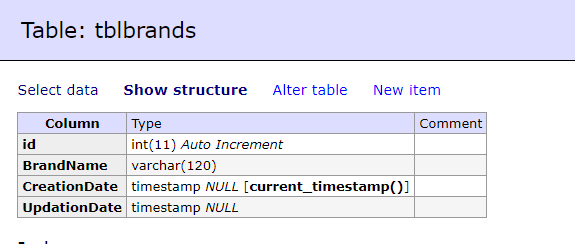 Table: tblbrands
Select data Show structure Alter table New item
Column Type Comment
id int(11) Auto Increment
BrandName varchar(120)
CreationDate timestamp NULL [current_timestamp()]
UpdationDate timestamp NULL